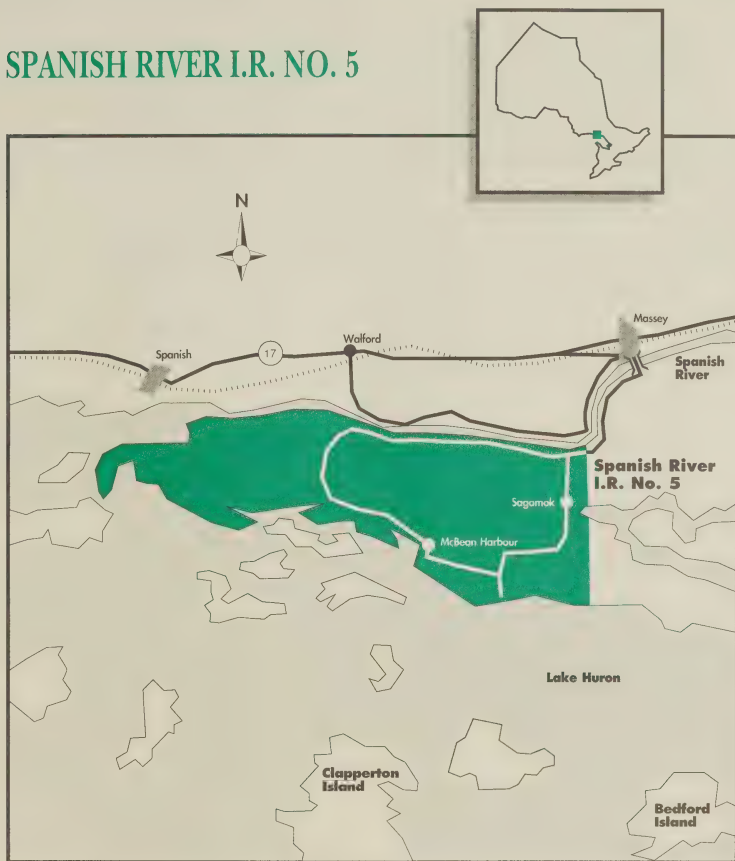 SPANISH RIVER I.R. NO. 5
N
Massey
Walford
Spanish
17
Spanish
River
Spanish River
I.R. No. 5
Sagomok
McBean Harbour
Lake Huron
Clapperton
Island
Bedford
Island